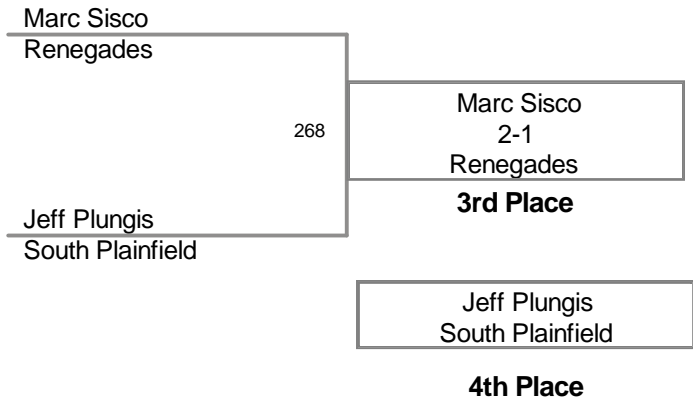 Marc Sisco
Renegades
268
Marc Sisco
2-1
Renegades
3rd Place
Jeff Plungis
South Plainfield
Jeff Plungis
South Plainfield
4th Place